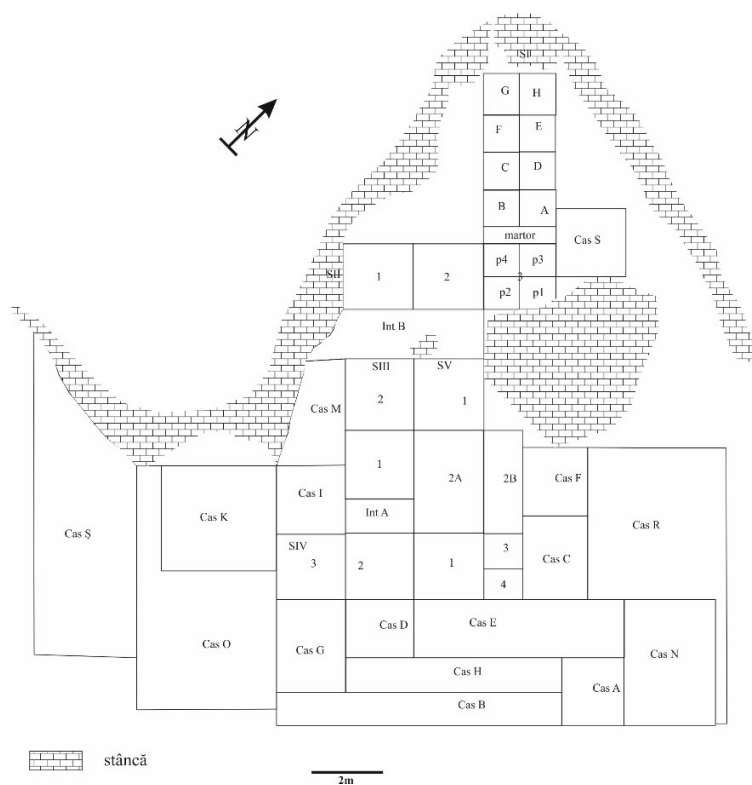 SII
G H
F E
C D
B A
martor
Cas S
N
SII 1 2
p4 p3
3
p2 p1
Int B
SIII SV
Cas M 2 1
1 2A 2B
Cas I
Cas F
Cas K
Cas R
Cas Ș
Int A
SIV
3 2 1 3
4
Cas C
Cas O
Cas G
Cas D
Cas E
Cas N
Cas H
Cas A
Cas B
stâncă
2m